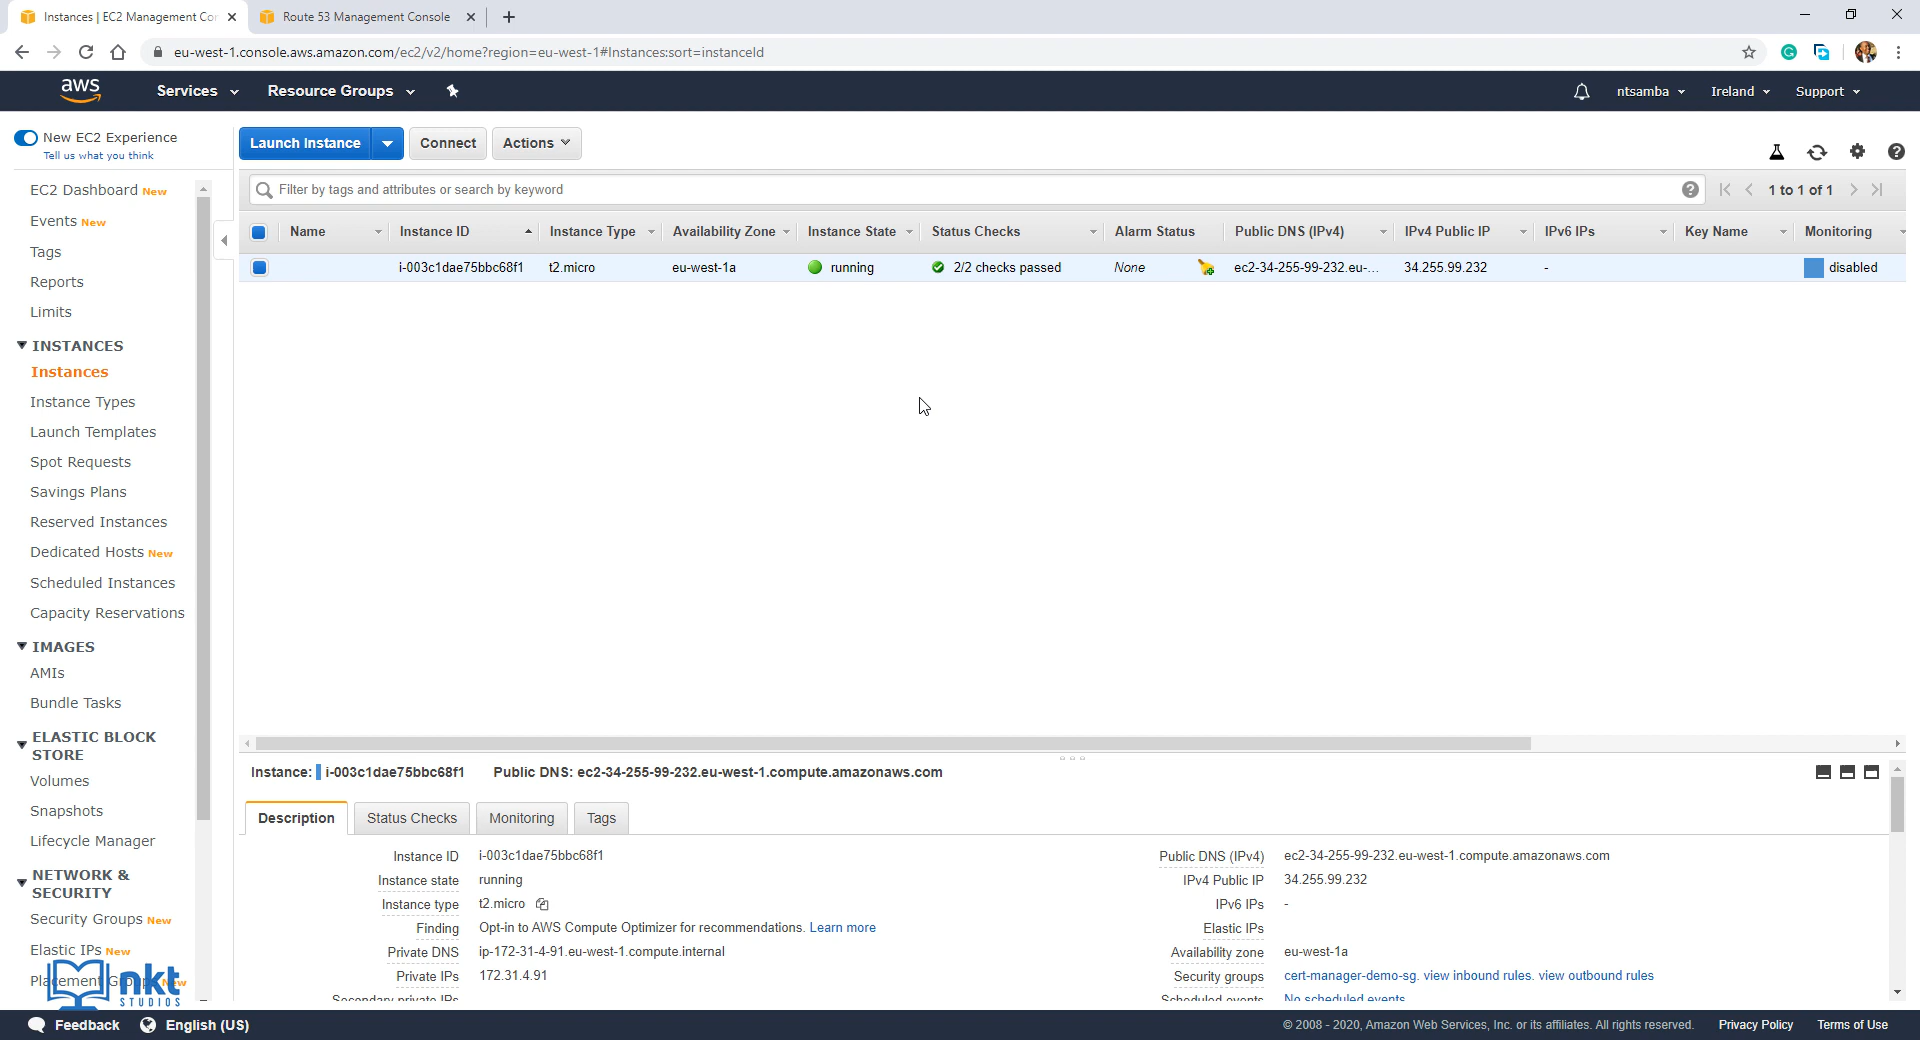 Instances | EC2 Management Con
Route 53 Management Console
eu-west-1.console.aws.amazon.com/ec2/v2/home?region=eu-west-1#Instances:sort=instanceId
aws
Services
Resource Groups
ntsamba
Ireland
Support
New EC2 Experience
Tell us what you think
Launch Instance
Connect
Actions
Filter by tags and attributes or search by keyword
1 to 1 of 1
Name
Instance ID
Instance Type
Availability Zone
Instance State
Status Checks
Alarm Status
Public DNS (IPv4)
IPv4 Public IP
IPv6 IPs
Key Name
Monitoring
i-003c1dae75bbc68f1
t2.micro
eu-west-1a
running
2/2 checks passed
None
ec2-34-255-99-232.eu-...
34.255.99.232
-
disabled
EC2 Dashboard New
Events New
Tags
Reports
Limits
INSTANCES
Instances
Instance Types
Launch Templates
Spot Requests
Savings Plans
Reserved Instances
Dedicated Hosts New
Scheduled Instances
Capacity Reservations
IMAGES
AMIs
Bundle Tasks
ELASTIC BLOCK
STORE
Volumes
Snapshots
Lifecycle Manager
NETWORK &
SECURITY
Security Groups New
Elastic IPs New
Placement Groups New
nkt
STUDIOS
Instance: i-003c1dae75bbc68f1
Public DNS: ec2-34-255-99-232.eu-west-1.compute.amazonaws.com
Description
Status Checks
Monitoring
Tags
Instance ID i-003c1dae75bbc68f1
Instance state running
Instance type t2.micro
Finding Opt-in to AWS Compute Optimizer for recommendations. Learn more
Private DNS ip-172-31-4-91.eu-west-1.compute.internal
Private IPs 172.31.4.91
Secondary private IPs
Public DNS (IPv4) ec2-34-255-99-232.eu-west-1.compute.amazonaws.com
IPv4 Public IP 34.255.99.232
IPv6 IPs -
Elastic IPs
Availability zone eu-west-1a
Security groups cert-manager-demo-sg. view inbound rules. view outbound rules
Scheduled events No scheduled events
Feedback
English (US)
© 2008 - 2020, Amazon Web Services, Inc. or its affiliates. All rights reserved.
Privacy Policy
Terms of Use